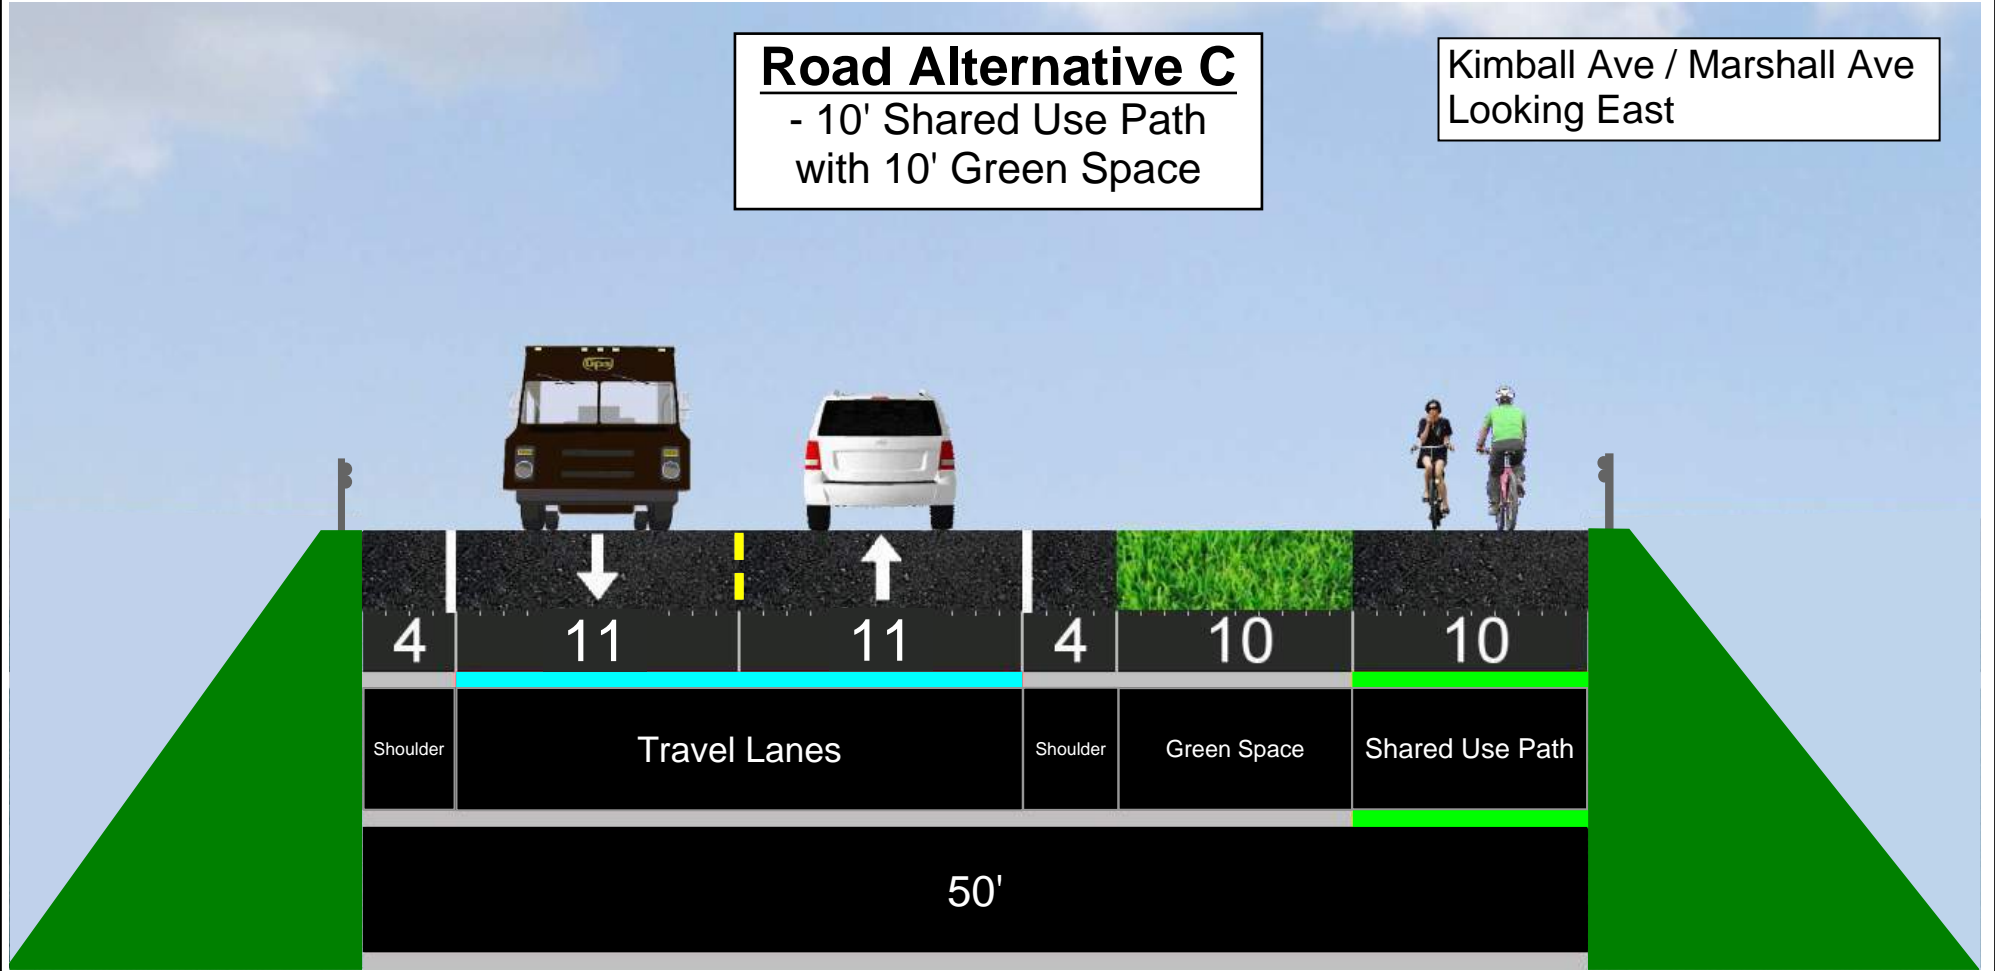 Road Alternative C
- 10' Shared Use Path
with 10' Green Space
Kimball Ave / Marshall Ave
Looking East
ups
4 11 11 4 10 10
Shoulder Travel Lanes Shoulder Green Space Shared Use Path
50'